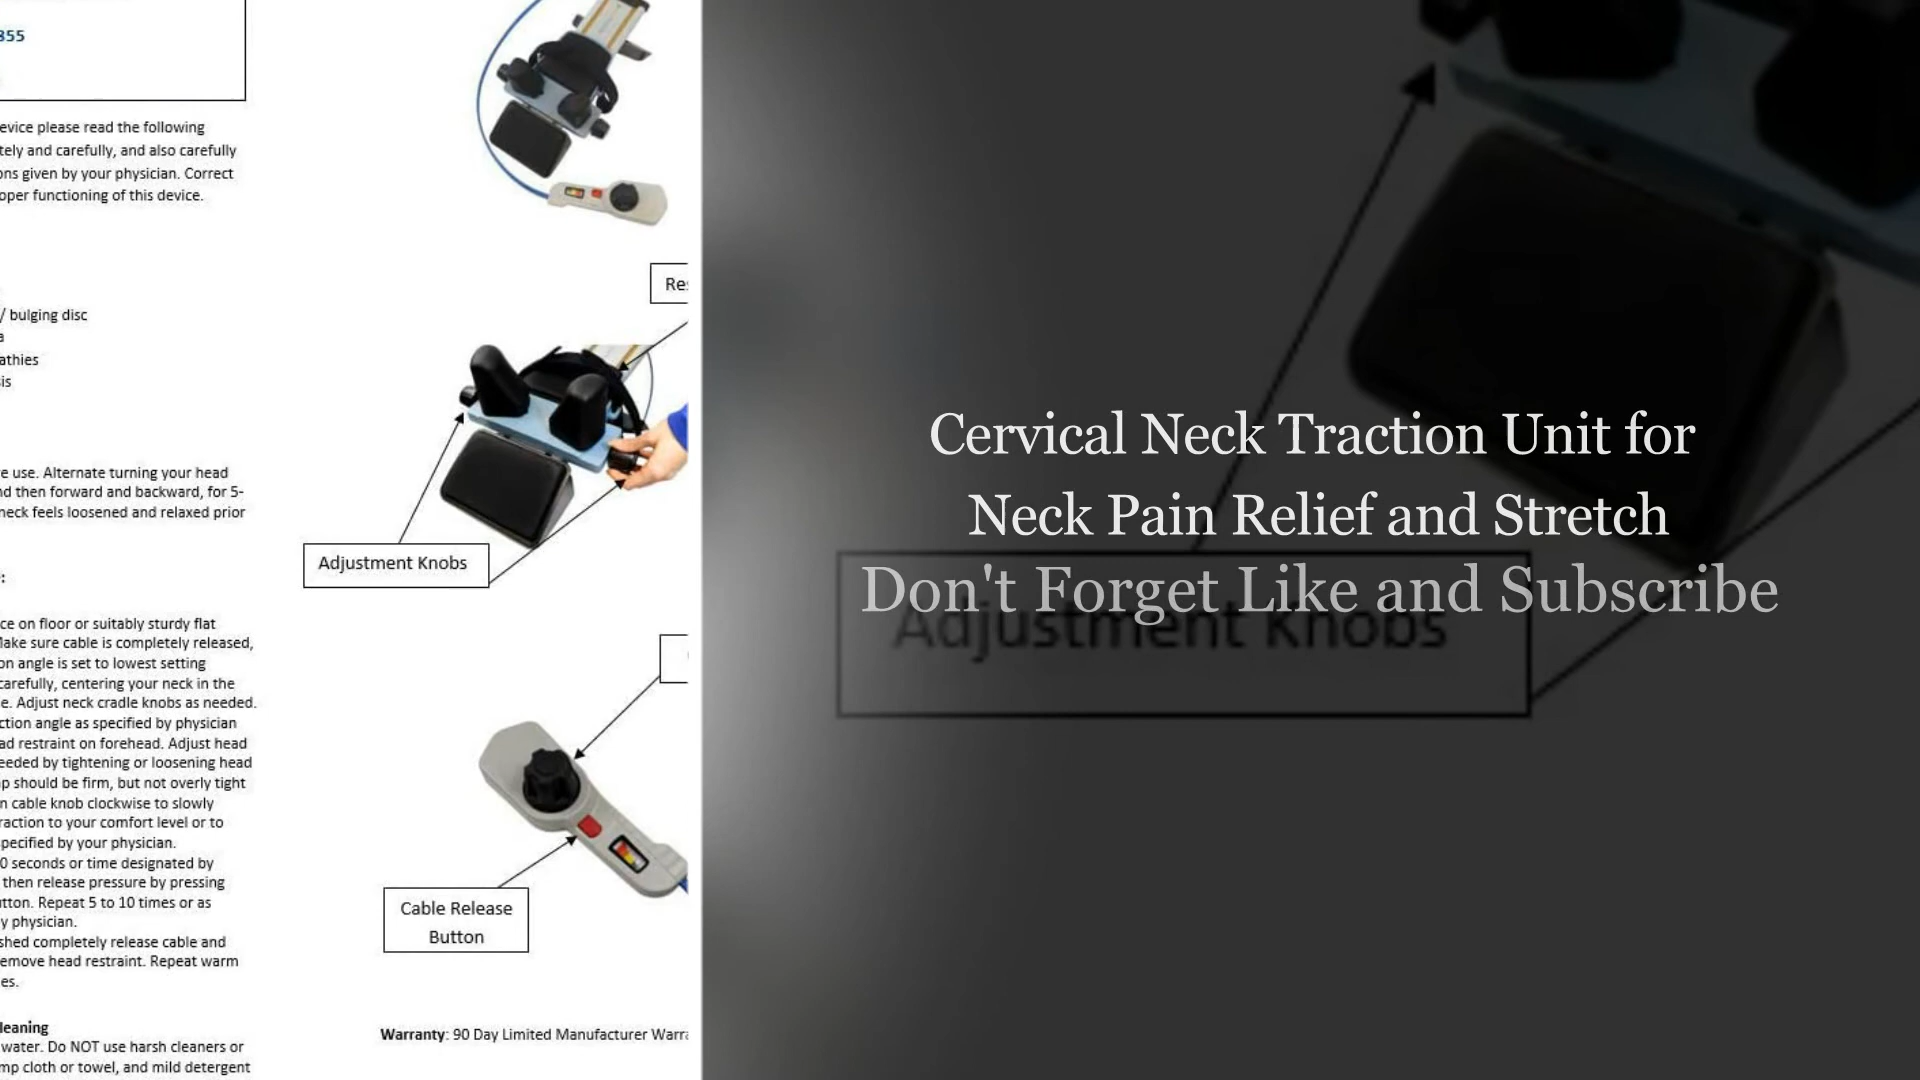 855
evice please read the following
tely and carefully, and also carefully
ons given by your physician. Correct
oper functioning of this device.
/ bulging disc
a
athies
is
e use. Alternate turning your head
nd then forward and backward, for 5-
neck feels loosened and relaxed prior
:
ce on floor or suitably sturdy flat
Make sure cable is completely released,
on angle is set to lowest setting
carefully, centering your neck in the
e. Adjust neck cradle knobs as needed.
ction angle as specified by physician
ad restraint on forehead. Adjust head
eeded by tightening or loosening head
ap should be firm, but not overly tight
n cable knob clockwise to slowly
raction to your comfort level or to
specified by your physician.
0 seconds or time designated by
then release pressure by pressing
utton. Repeat 5 to 10 times or as
y physician.
shed completely release cable and
emove head restraint. Repeat warm
es.
leaning
water. Do NOT use harsh cleaners or
mp cloth or towel, and mild detergent
Res
Adjustment Knobs
Cable Release
Button
Warranty: 90 Day Limited Manufacturer Warra
Cervical Neck Traction Unit for
Neck Pain Relief and Stretch
Don't Forget Like and Subscribe
Adjustment Knobs